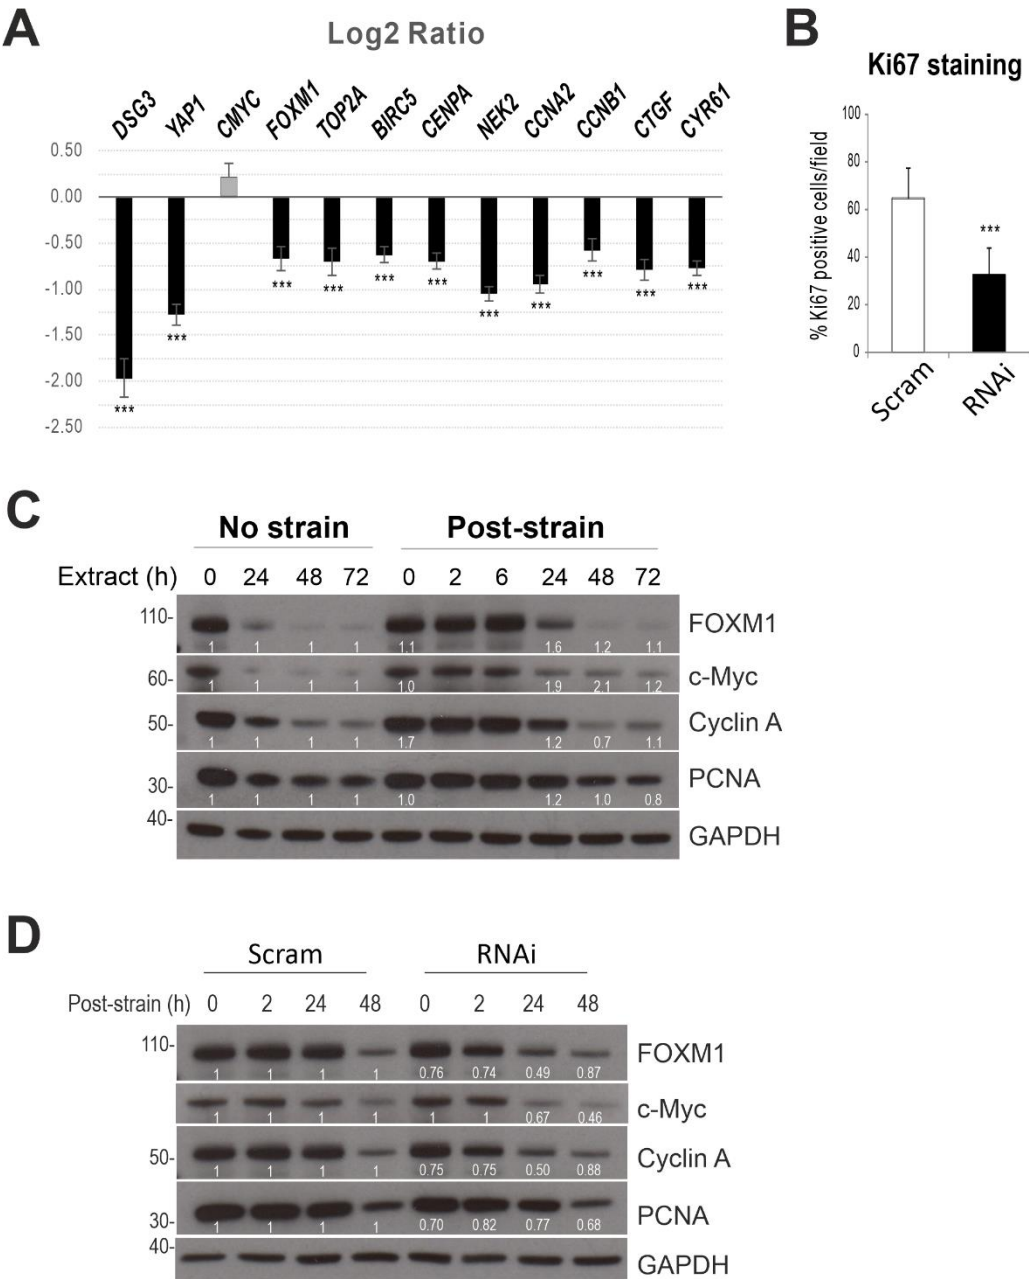 A
Log2 Ratio
DSG3 YAP1 CMYC FOXM1 TOP2A BIRC5 CENPA NEK2 CCNA2 CCNB1 CTGF CYR61
0.50
0.00
-0.50
-1.00
-1.50
-2.00
-2.50
*** *** *** *** *** *** *** *** *** *** ***
B
Ki67 staining
% Ki67 positive cells/field
100
80
60
40
20
0
***
Scram RNAi
C
No strain Post-strain
Extract (h) 0 24 48 72 0 2 6 24 48 72
110- FOXM1
1 1 1 1 1.1 1.6 1.2 1.1
60- c-Myc
1 1 1 1 1.0 1.9 2.1 1.2
50- Cyclin A
1 1 1 1 1.7 1.2 0.7 1.1
30- PCNA
1 1 1 1 1.0 1.2 1.0 0.8
40- GAPDH
D
Scram RNAi
Post-strain (h) 0 2 24 48 0 2 24 48
110- FOXM1
1 1 1 1 0.76 0.74 0.49 0.87
c-Myc
1 1 1 1 1 1 0.67 0.46
50- Cyclin A
1 1 1 1 0.75 0.75 0.50 0.88
30- PCNA
1 1 1 1 0.70 0.82 0.77 0.68
40- GAPDH